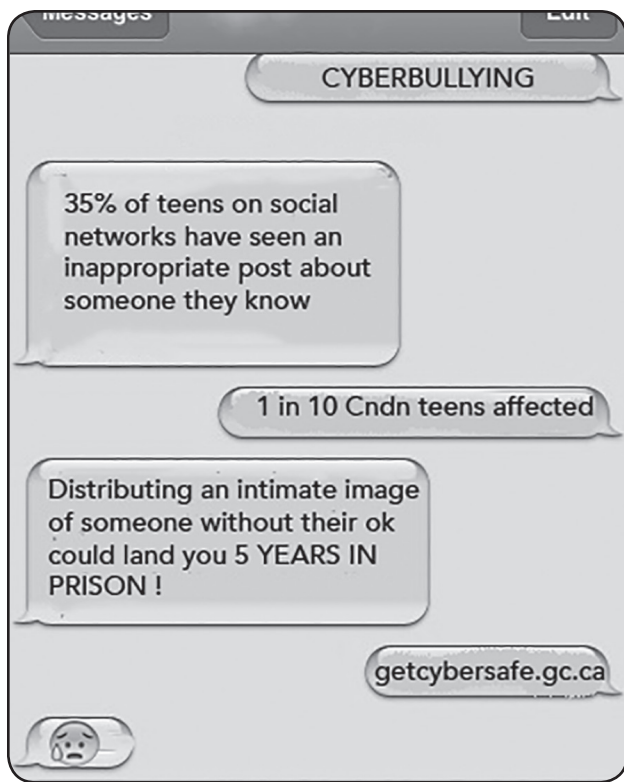 Messages
Edit
CYBERBULLYING
35% of teens on social
networks have seen an
inappropriate post about
someone they know
1 in 10 Cndn teens affected
Distributing an intimate image
of someone without their ok
could land you 5 YEARS IN
PRISON !
getcybersafe.gc.ca